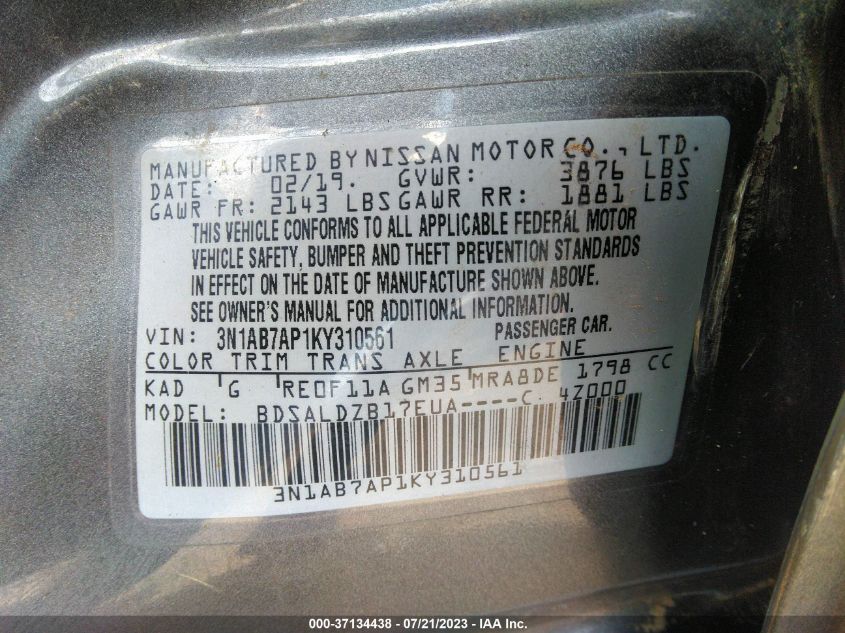 MANUFACTURED BY NISSAN MOTOR CO., LTD.
DATE: 02/19. GVWR: 3876 LBS
GAWR FR: 2143 LBS GAWR RR: 1881 LBS
THIS VEHICLE CONFORMS TO ALL APPLICABLE FEDERAL MOTOR
VEHICLE SAFETY, BUMPER AND THEFT PREVENTION STANDARDS
IN EFFECT ON THE DATE OF MANUFACTURE SHOWN ABOVE.
SEE OWNER'S MANUAL FOR ADDITIONAL INFORMATION.
VIN: 3N1AB7AP1KY310561 PASSENGER CAR.
COLOR TRIM TRANS AXLE ENGINE
KAD G RE0F11A GM35 MRA8DE 1798 CC
MODEL: BDSALDZB17EUA----C 4Z000
3N1AB7AP1KY310561
000-37134438 - 07/21/2023 - IAA Inc.